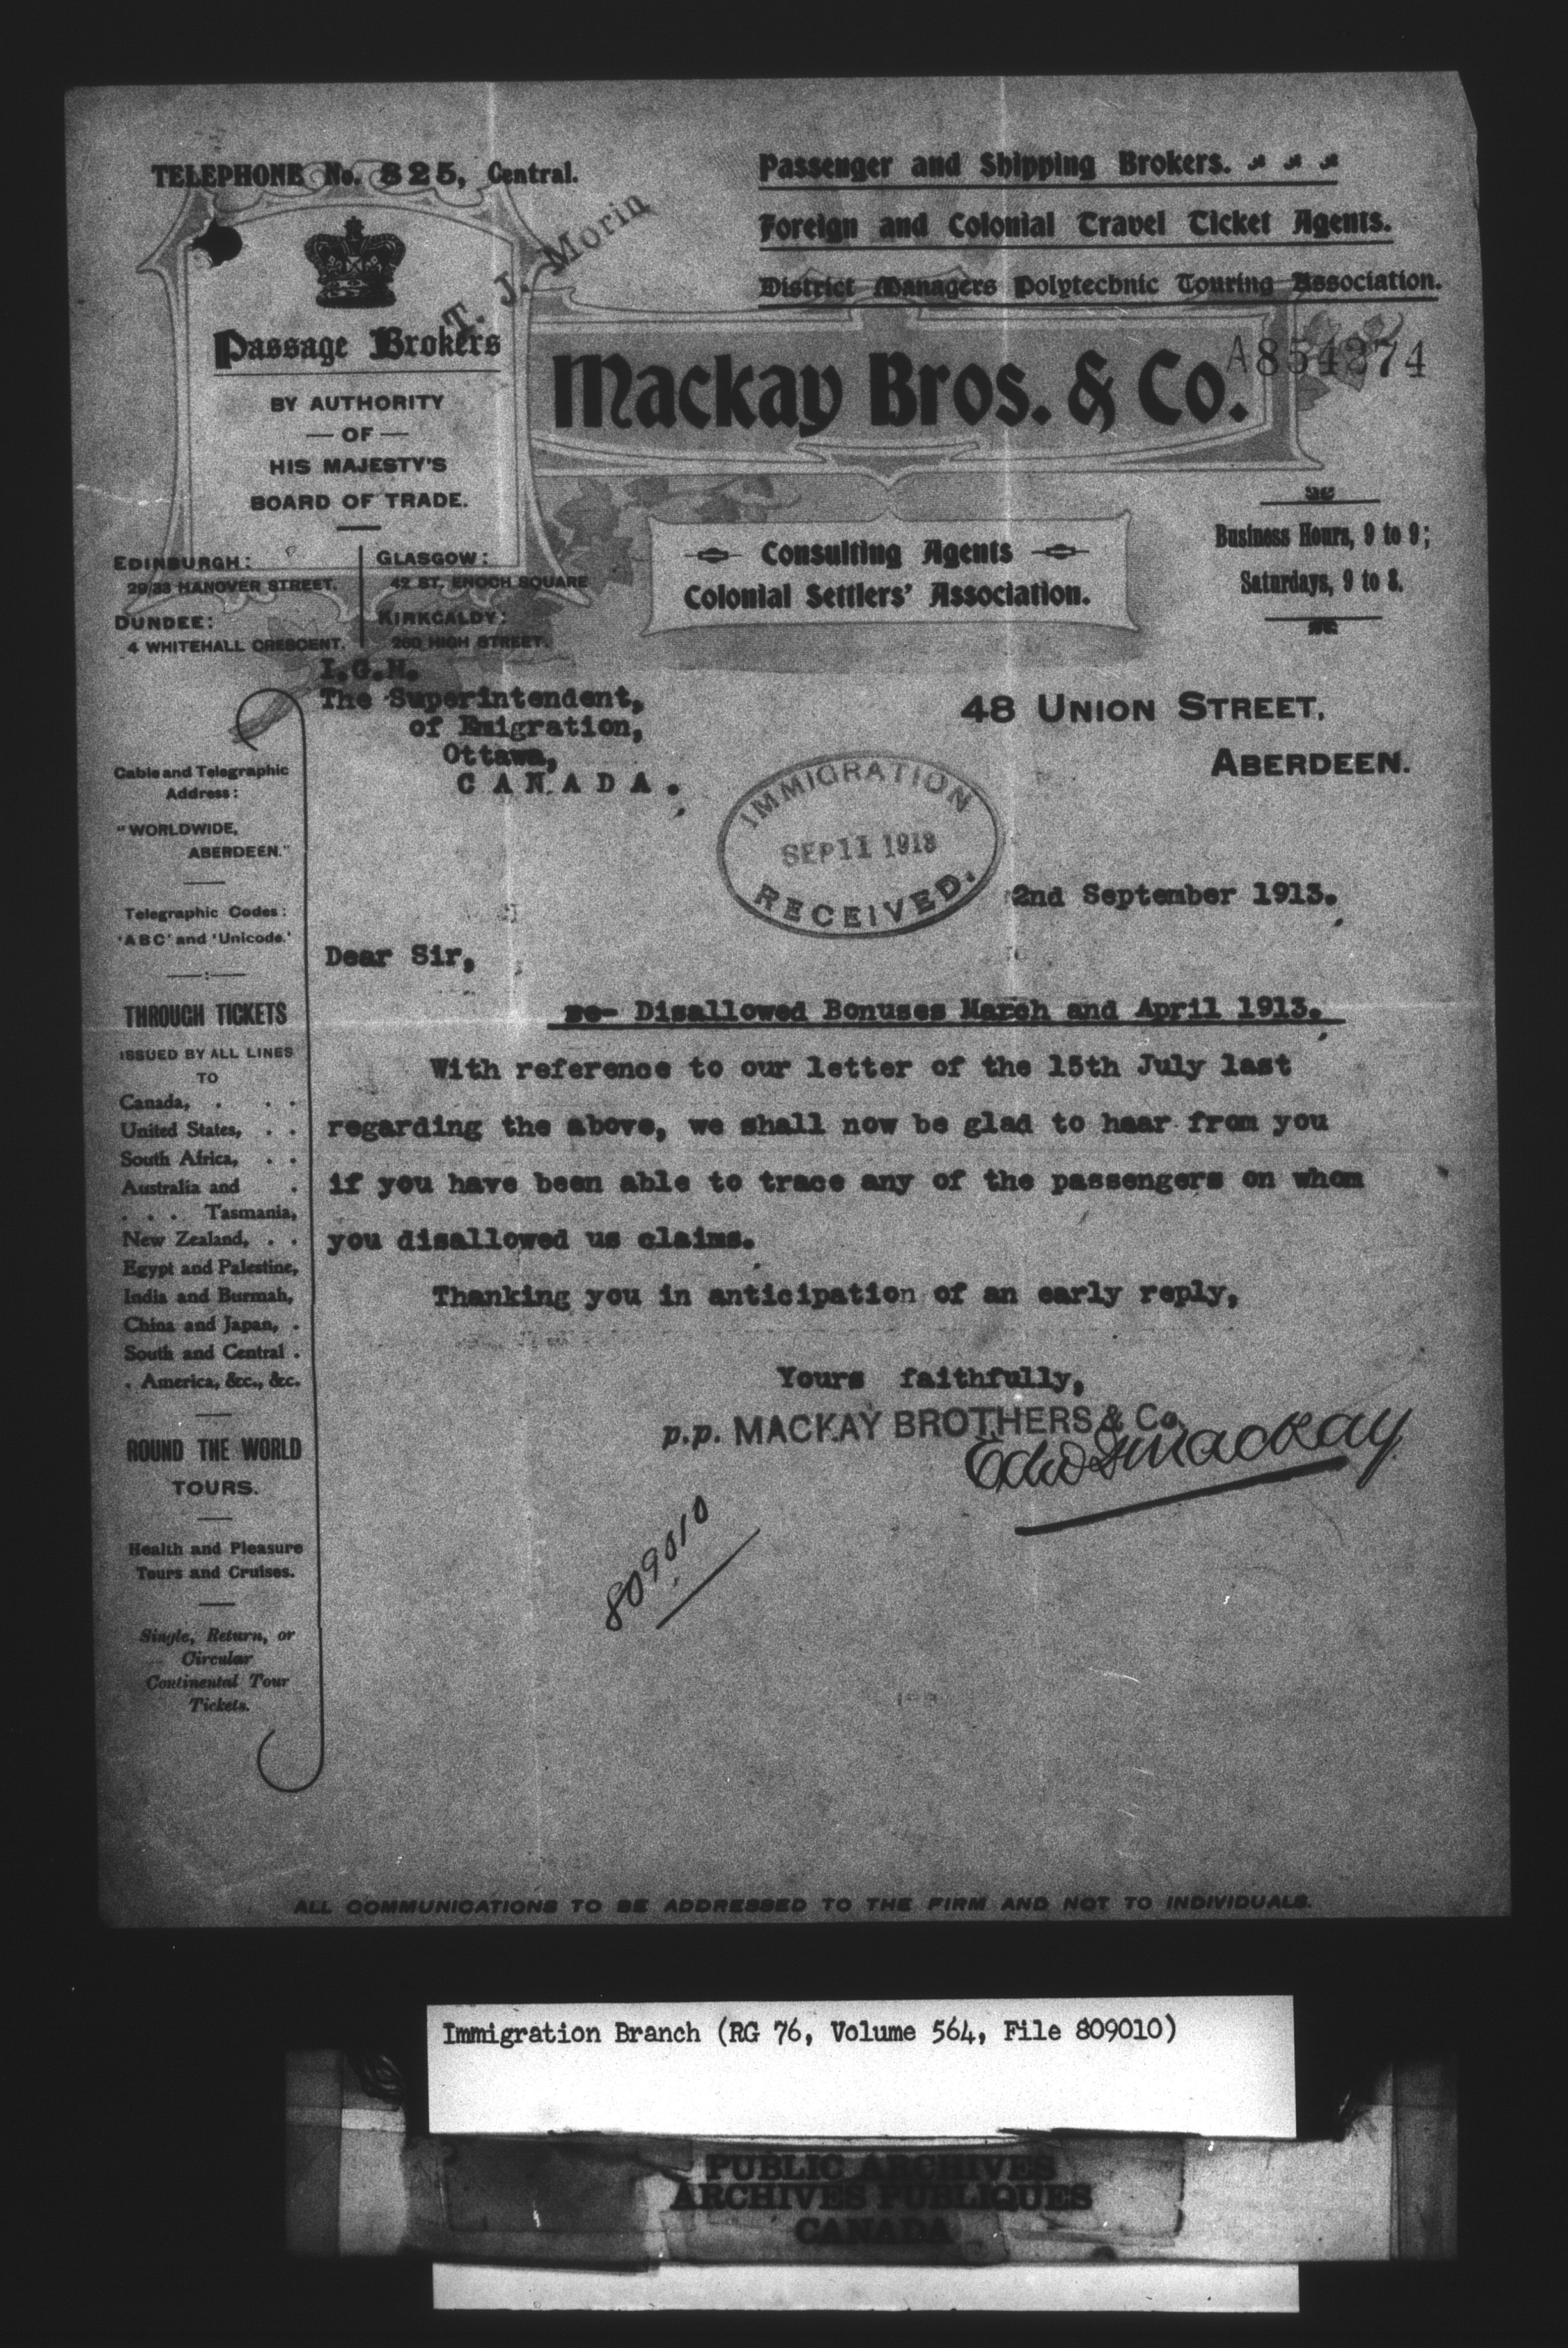 TELEPHONE No. 825, Central.
Passenger and Shipping Brokers.
Foreign and Colonial Travel Ticket Agents.
District Managers Polytechnic Touring Association.
T. J. Morin
Passage Brokers
BY AUTHORITY
— OF —
HIS MAJESTY'S
BOARD OF TRADE.
Mackay Bros. & Co.
A854274
EDINBURGH:
29/33 HANOVER STREET.
DUNDEE:
4 WHITEHALL CRESCENT.
GLASGOW:
42 ST. ENOCH SQUARE
KIRKCALDY:
260 HIGH STREET.
Consulting Agents
Colonial Settlers' Association.
Business Hours, 9 to 9;
Saturdays, 9 to 8.
I.G.H.
The Superintendent,
of Emigration,
Ottawa,
C A N A D A .
48 UNION STREET,
ABERDEEN.
IMMIGRATION
SEP 11 1913
RECEIVED.
2nd September 1913.
Cable and Telegraphic
Address:
"WORLDWIDE,
ABERDEEN."
Telegraphic Codes:
'ABC' and 'Unicode.'
THROUGH TICKETS
ISSUED BY ALL LINES
TO
Canada, . . .
United States, . .
South Africa, . .
Australia and .
. . . Tasmania,
New Zealand, . .
Egypt and Palestine,
India and Burmah,
China and Japan, .
South and Central .
. America, &c., &c.
ROUND THE WORLD
TOURS.
Health and Pleasure
Tours and Cruises.
Single, Return, or
Circular
Continental Tour
Tickets.
Dear Sir,
re- Disallowed Bonuses March and April 1913.
With reference to our letter of the 15th July last
regarding the above, we shall now be glad to haar from you
if you have been able to trace any of the passengers on whom
you disallowed us claims.
Thanking you in anticipation of an early reply,
Yours faithfully,
p.p. MACKAY BROTHERS & Co.
Edwd Mackay
809010
ALL COMMUNICATIONS TO BE ADDRESSED TO THE FIRM AND NOT TO INDIVIDUALS.
Immigration Branch (RG 76, Volume 564, File 809010)
PUBLIC ARCHIVES
ARCHIVES PUBLIQUES
CANADA